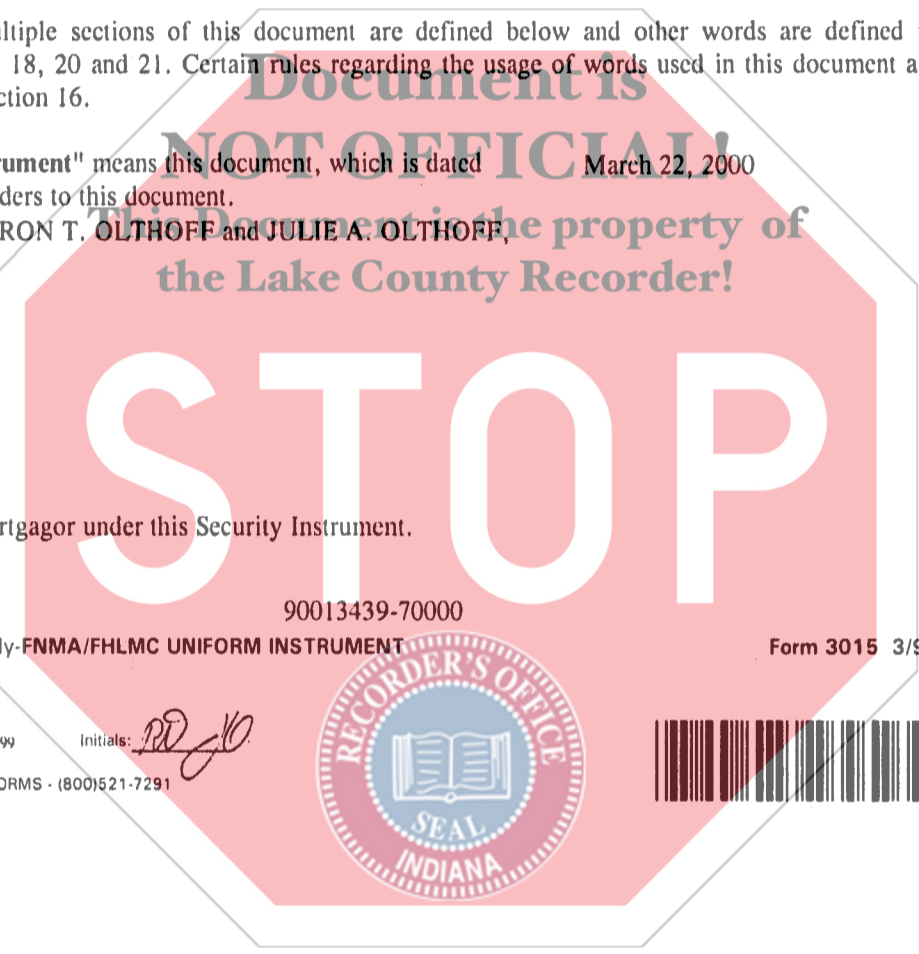 ltiple sections of this document are defined below and other words are defined
18, 20 and 21. Certain rules regarding the usage of words used in this document a
ction 16.
Document is
NOT OFFICIAL!
This Document is the property of
the Lake County Recorder!
rument" means this document, which is dated March 22, 2000
ders to this document.
RON T. OLTHOFF and JULIE A. OLTHOFF,
STOP
rtgagor under this Security Instrument.
90013439-70000
ly-FNMA/FHLMC UNIFORM INSTRUMENT Form 3015 3/9
99 Initials:
ORMS - (800)521-7291
RECORDER'S OFFICE
SEAL
INDIANA